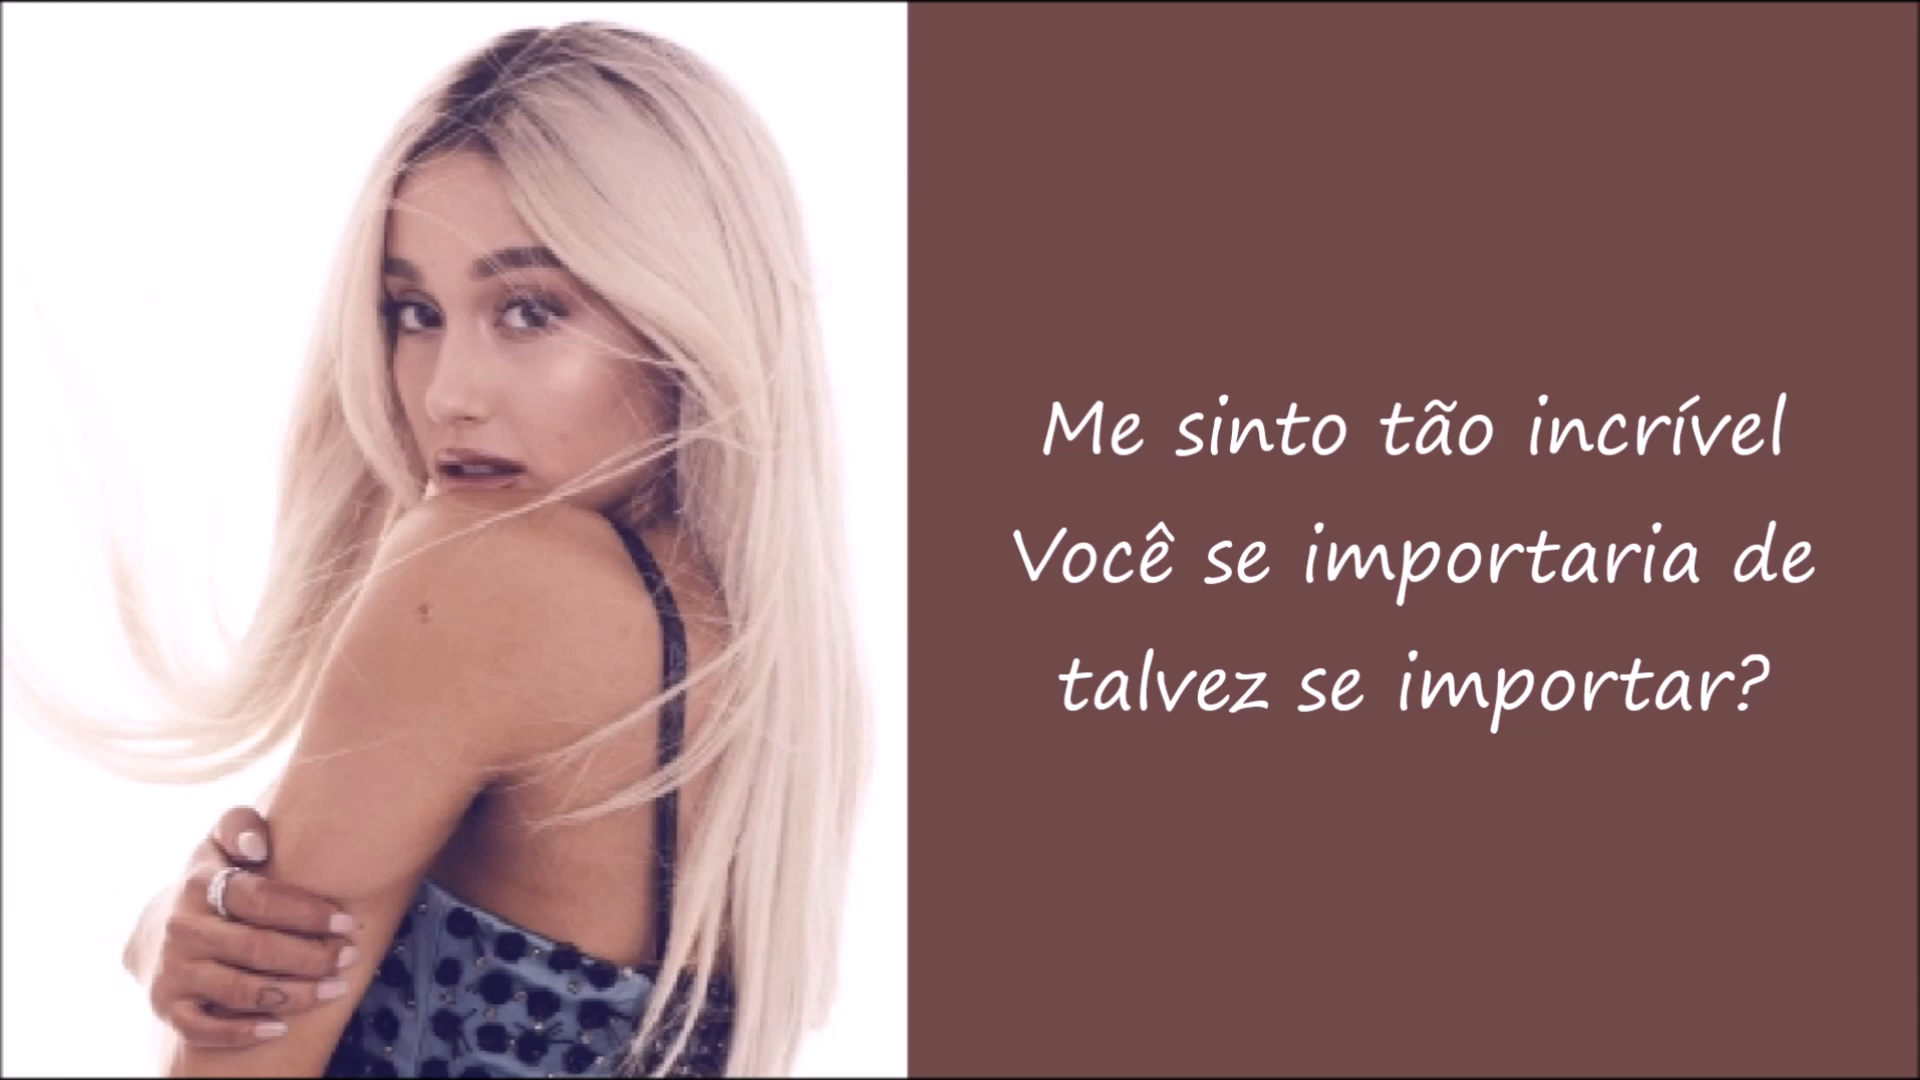 Me sinto tão incrível
Você se importaria de
talvez se importar?